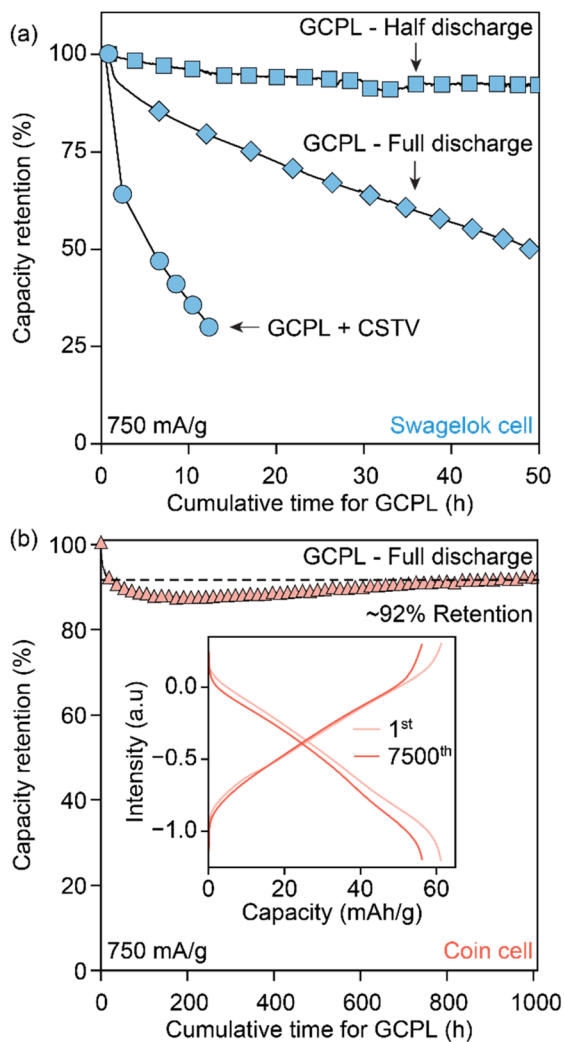 (a)
GCPL - Half discharge
GCPL - Full discharge
GCPL + CSTV
750 mA/g
Swagelok cell
Capacity retention (%)
100
75
50
25
0
0 10 20 30 40 50
Cumulative time for GCPL (h)
(b)
GCPL - Full discharge
~92% Retention
Capacity retention (%)
100
80
60
40
20
0
Intensity (a.u)
0.0
−0.5
−1.0
1st
7500th
0 20 40 60
Capacity (mAh/g)
750 mA/g
Coin cell
0 200 400 600 800 1000
Cumulative time for GCPL (h)